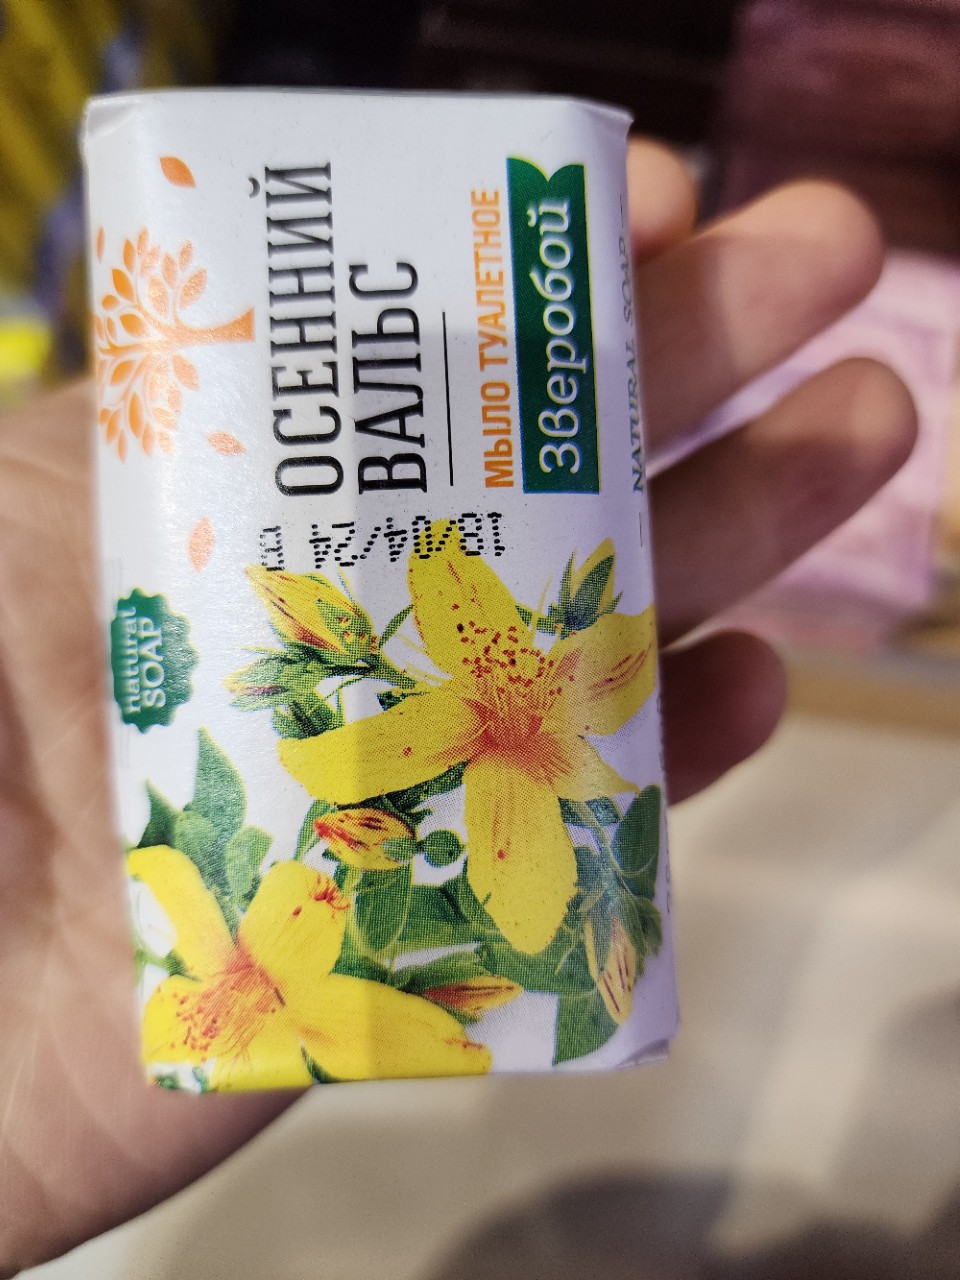 ОСЕННИЙ
ВАЛЬС
МЫЛО ТУАЛЕТНОЕ
Зверобой
natural
SOAP
NATURAL SOAP
18/04/24